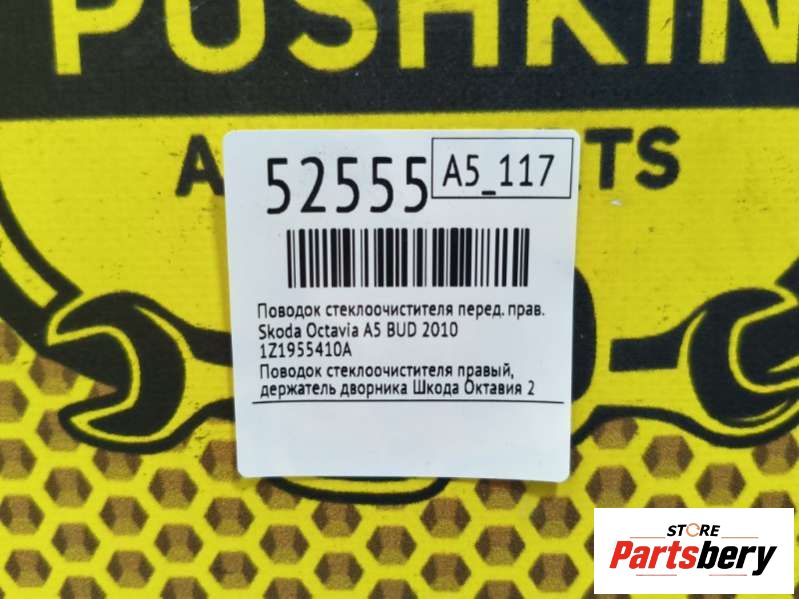 PUSHKIN
52555
A5_117
Поводок стеклоочистителя перед. прав.
Skoda Octavia A5 BUD 2010
1Z1955410A
Поводок стеклоочистителя правый,
держатель дворника Шкода Октавия 2
STORE
Partsbery